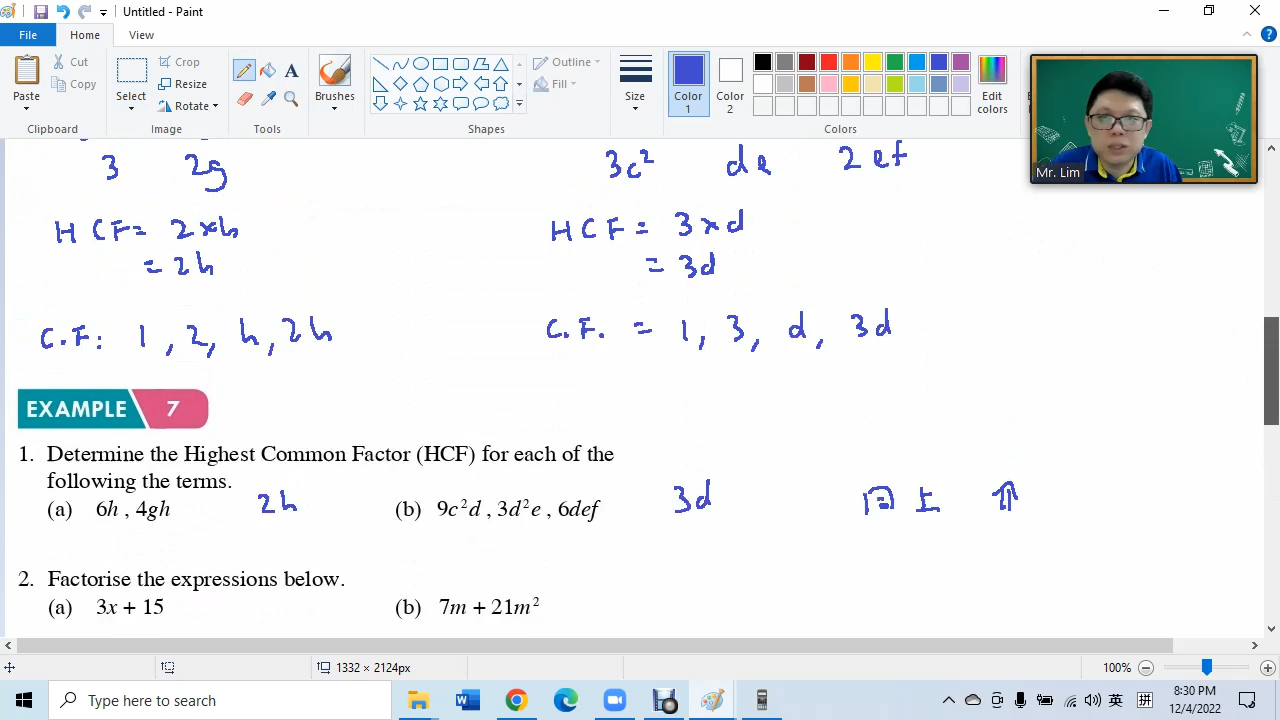 Untitled - Paint
File Home View
Paste Cut Copy Clipboard
Select Crop Resize Rotate Image
Tools
Brushes
Outline Fill Shapes
Size
Color 1 Color 2 Edit colors Colors
Mr. Lim
3 2g 3c² de 2ef
HCF = 2×h HCF = 3×d
= 2h = 3d
C.F: 1, 2, h, 2h C.F. = 1, 3, d, 3d
EXAMPLE 7
1. Determine the Highest Common Factor (HCF) for each of the
following the terms.
(a) 6h , 4gh 2h (b) 9c²d , 3d²e , 6def 3d 同上
2. Factorise the expressions below.
(a) 3x + 15 (b) 7m + 21m²
1332 × 2124px 100%
Type here to search
英 拼 8:30 PM
12/4/2022